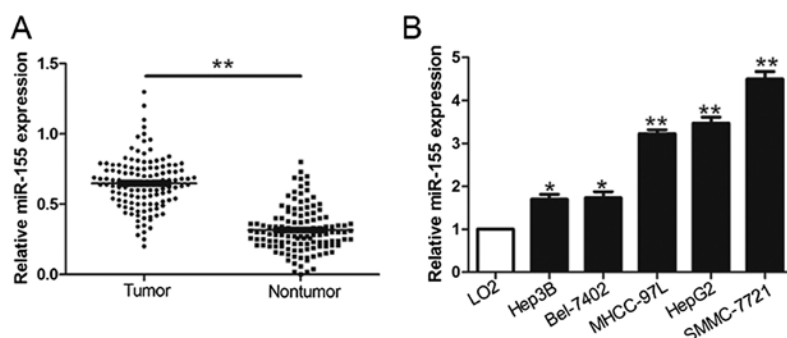 A
Relative miR-155 expression
1.5
1.0
0.5
0.0
**
Tumor
Nontumor
B
Relative miR-155 expression
5
4
3
2
1
0
*
*
**
**
**
LO2
Hep3B
Bel-7402
MHCC-97L
HepG2
SMMC-7721